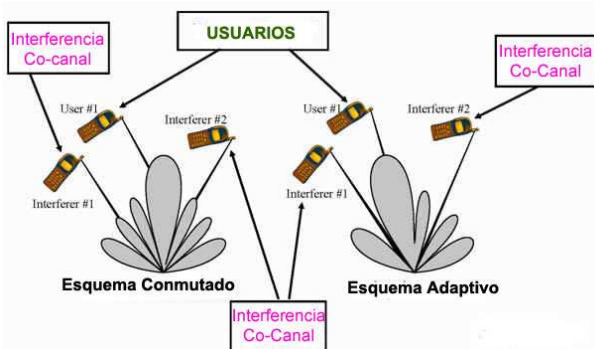 Interferencia
Co-canal
USUARIOS
Interferencia
Co-Canal
User #1
Interferer #2
Interferer #1
User #1
Interferer #2
Interferer #1
Esquema Conmutado
Esquema Adaptivo
Interferencia
Co-Canal